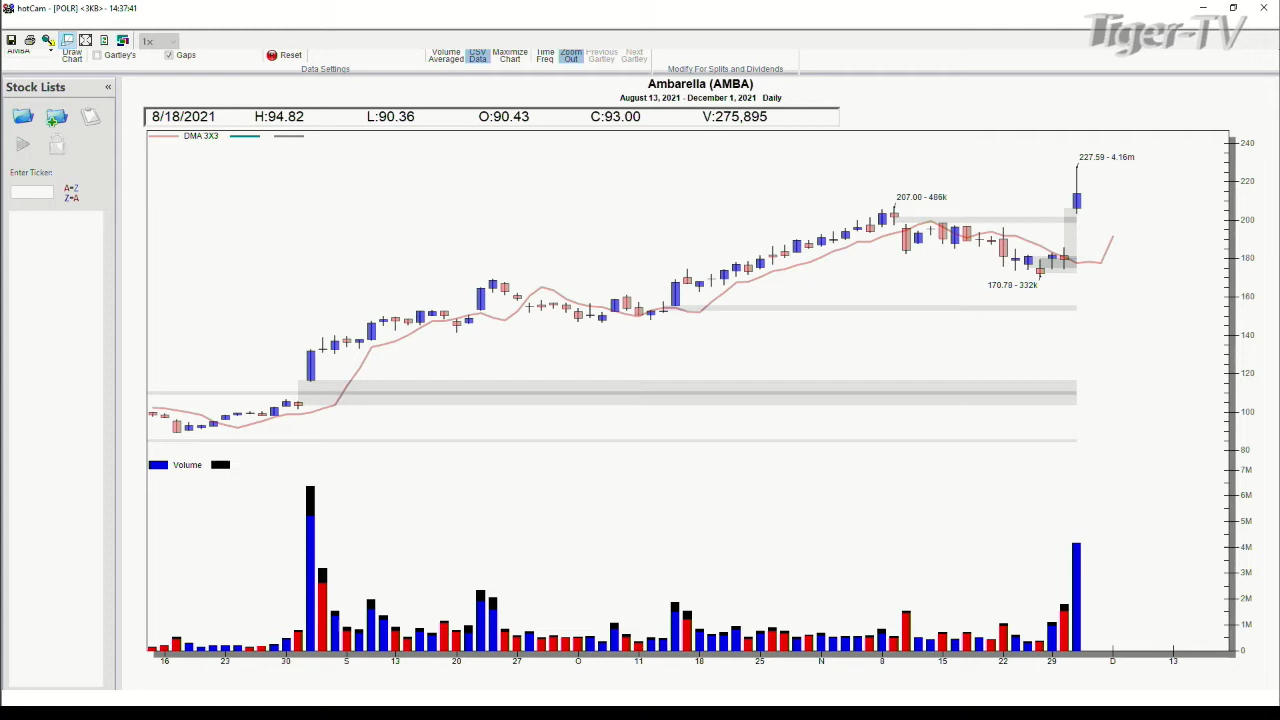 hotCam - [POLR] <3KB> - 14:37:41
Tiger-TV
1x
AMBA
Draw Chart
Gartley's
Gaps
Reset
Volume Averaged
CSV Data
Maximize Chart
Time Freq
Zoom Out
Previous Gartley
Next Gartley
Data Settings
Modify For Splits and Dividends
Stock Lists «
Enter Ticker:
A=Z
Z=A
Ambarella (AMBA)
August 13, 2021 - December 1, 2021 Daily
8/18/2021 H:94.82 L:90.36 O:90.43 C:93.00 V:275,895
DMA 3X3
227.59 - 4.16m
207.00 - 486k
170.78 - 332k
240
220
200
180
160
140
120
100
80
Volume
7M
6M
5M
4M
3M
2M
1M
0
16 23 30 5 13 20 27 O 11 18 25 N 8 15 22 29 D 13